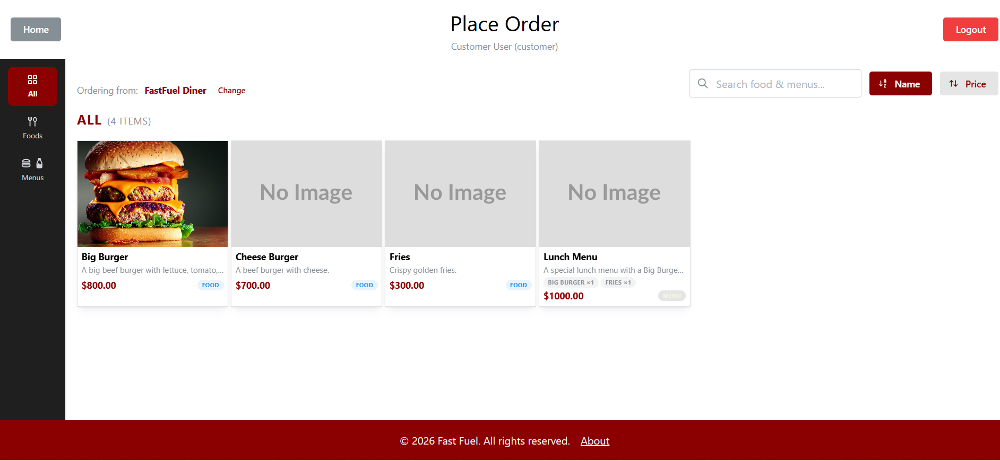 Home
Place Order
Customer User (customer)
Logout
All
Foods
Menus
Ordering from: FastFuel Diner Change
Search food & menus...
Name
Price
ALL (4 ITEMS)
Big Burger
A big beef burger with lettuce, tomato,...
$800.00 FOOD
No Image
Cheese Burger
A beef burger with cheese.
$700.00 FOOD
No Image
Fries
Crispy golden fries.
$300.00 FOOD
No Image
Lunch Menu
A special lunch menu with a Big Burge...
BIG BURGER ×1 FRIES ×1
$1000.00 MENU
© 2026 Fast Fuel. All rights reserved. About